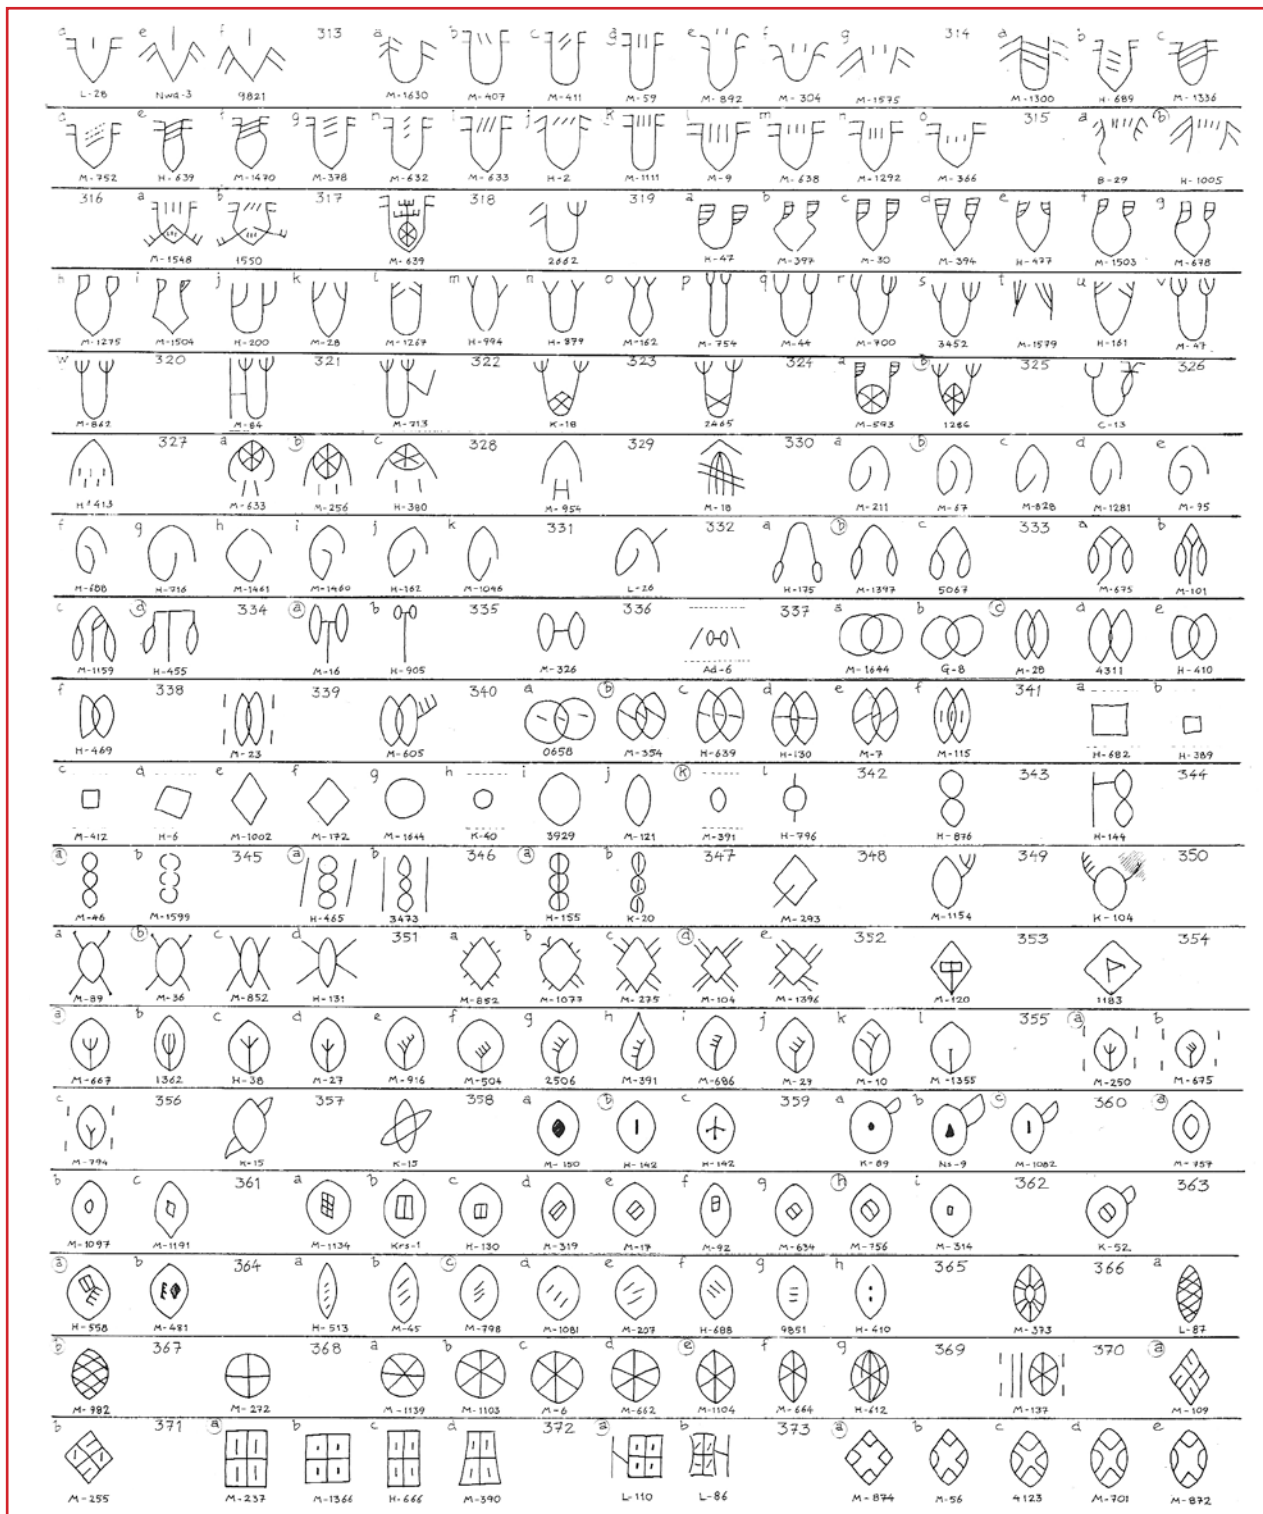 a e f 313 a b c d e f g 314 a b c
L-28 Nwa-3 9821 M-1630 M-407 M-411 M-59 M-892 M-304 M-1575 M-1300 H-689 M-1336
d e f g h i j k l m n o 315 a b
M-752 H-639 M-1470 M-378 M-632 M-633 H-2 M-1111 M-9 M-638 M-1292 M-366 B-29 H-1005
316 a b 317 318 319 a b c d e f g
M-1548 1550 M-639 2662 H-47 M-397 M-30 M-394 H-477 M-1503 M-678
h i j k l m n o p q r s t u v
M-1275 M-1504 H-200 M-28 M-1267 H-994 H-879 M-162 M-754 M-44 M-700 3452 M-1579 H-161 M-47
w 320 321 322 323 324 a b 325 326
M-862 M-84 M-713 K-18 2465 M-593 1286 C-13
327 a b c 328 329 330 a b c d e
H-413 M-633 M-256 H-380 M-954 M-18 M-211 M-67 M-828 M-1281 M-95
f g h i j k 331 332 a b c 333 a b
M-688 H-716 M-1461 M-1460 H-162 M-1046 L-26 H-175 M-1397 5067 M-675 M-101
c d 334 a b 335 336 337 a b c d e
M-1159 H-455 M-16 H-905 M-326 Ad-6 M-1644 G-8 M-28 4311 H-410
f 338 339 340 a b c d e f 341 a b
H-469 M-23 M-605 0658 M-354 H-639 H-130 M-7 M-115 H-682 H-389
c d e f g h i j k l 342 343 344
M-412 H-6 M-1002 M-172 M-1644 K-40 3929 M-121 M-391 H-796 H-876 H-144
a b 345 a b 346 a b 347 348 349 350
M-46 M-1599 H-465 3473 H-155 K-20 M-293 M-1154 K-104
a b c d 351 a b c d e 352 353 354
M-89 M-36 M-852 H-131 M-852 M-1077 M-275 M-104 M-1396 M-120 1183
a b c d e f g h i j k l 355 a b
M-667 1362 H-38 M-27 M-916 M-504 2506 M-391 M-686 M-27 M-10 M-1355 M-250 M-675
c 356 357 358 a b c 359 a b c 360 a
M-794 K-15 K-15 M-150 H-142 H-142 K-89 Ns-9 M-1082 M-757
b c 361 a b c d e f g h i 362 363
M-1097 M-1191 M-1134 Krs-1 H-130 M-319 M-17 M-92 M-634 M-756 M-314 K-52
a b 364 a b c d e f g h 365 366 a
H-558 M-481 H-513 M-45 M-798 M-1081 M-207 H-688 9851 H-410 M-373 L-87
b 367 368 a b c d e f g 369 370 a
M-982 M-272 M-1139 M-1103 M-6 M-662 M-1104 M-664 H-612 M-137 M-109
b 371 a b c d 372 a b 373 a b c d e
M-255 M-237 M-1366 H-666 M-390 L-110 L-86 M-874 M-56 4123 M-701 M-872